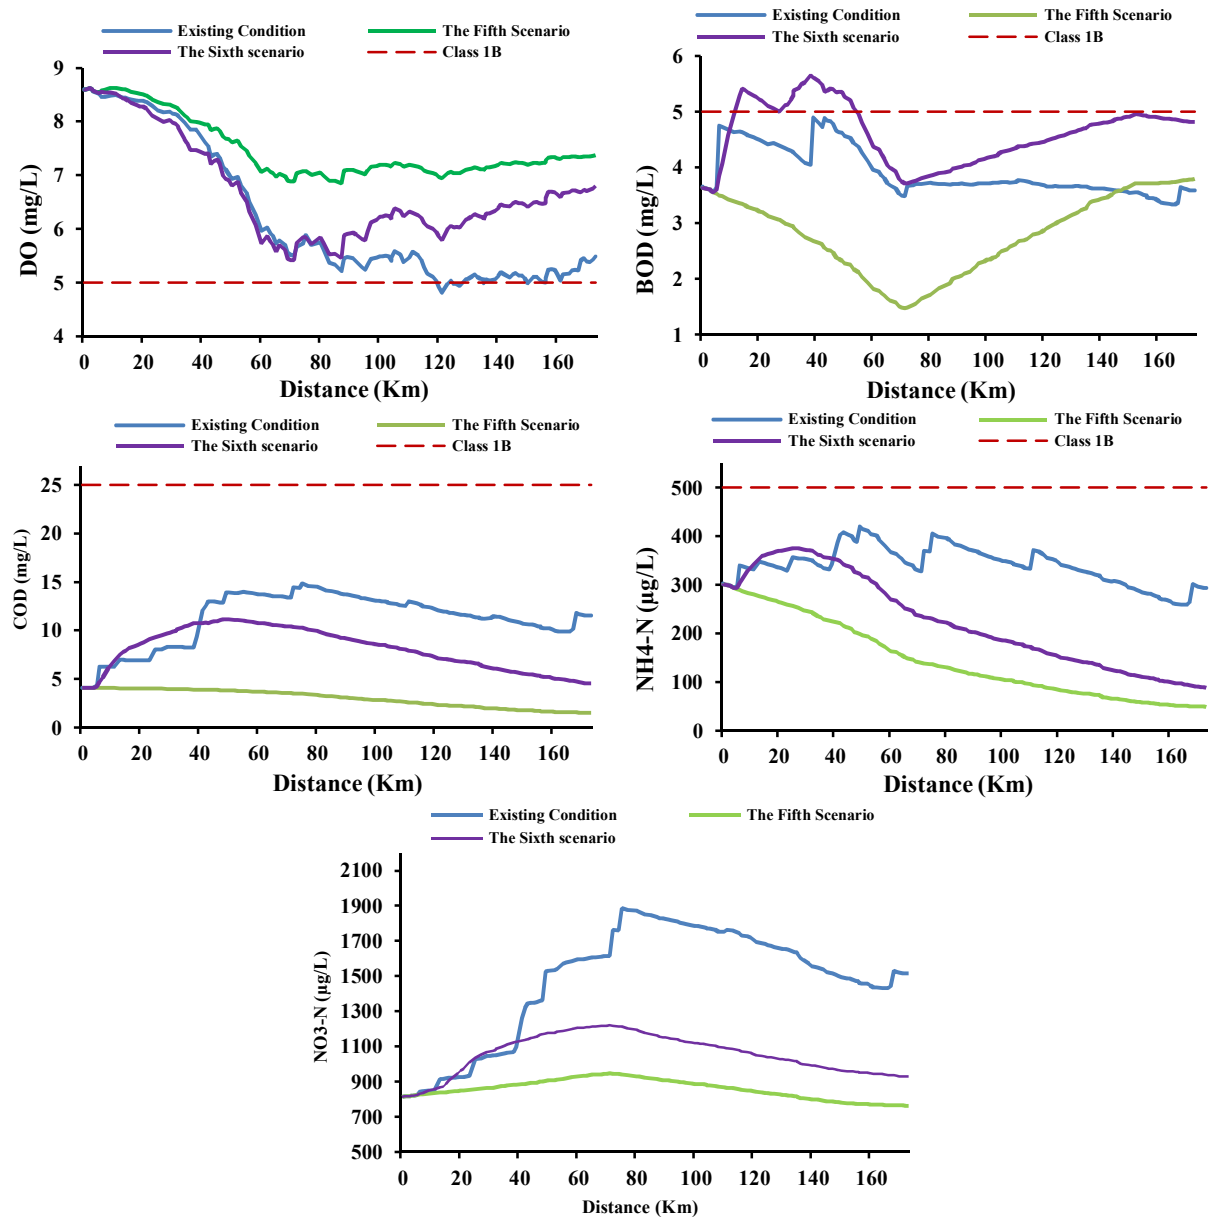 Existing Condition The Fifth Scenario
The Sixth scenario Class 1B
9
8
7
6
5
4
DO (mg/L)
0 20 40 60 80 100 120 140 160
Distance (Km)
Existing Condition The Fifth Scenario
The Sixth scenario Class 1B
6
5
4
3
2
1
BOD (mg/L)
0 20 40 60 80 100 120 140 160
Distance (Km)
Existing Condition The Fifth Scenario
The Sixth scenario Class 1B
25
20
15
10
5
0
COD (mg/L)
0 20 40 60 80 100 120 140 160
Distance (Km)
Existing Condition The Fifth Scenario
The Sixth scenario Class 1B
500
400
300
200
100
0
NH4-N (µg/L)
0 20 40 60 80 100 120 140 160
Distance (Km)
Existing Condition The Fifth Scenario
The Sixth scenario
2100
1900
1700
1500
1300
1100
900
700
500
NO3-N (µg/L)
0 20 40 60 80 100 120 140 160
Distance (Km)